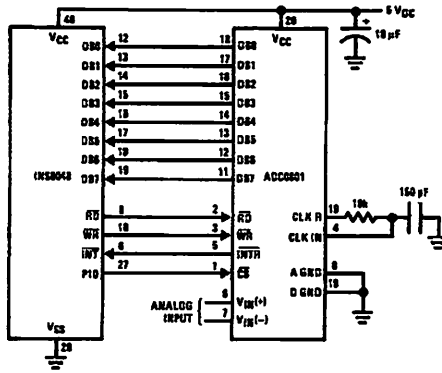 40 20 5 VCC
VCC VCC 10 µF
DB0 12 18 DB0
DB1 13 17 DB1
DB2 14 16 DB2
DB3 15 15 DB3
DB4 16 14 DB4
DB5 17 13 DB5
DB6 18 12 DB6
DB7 19 11 DB7
INS8048 ADC0801
RD 8 2 RD CLK R 19 10k 150 pF
WR 10 3 WR CLK IN 4
INT 6 5 INTR
P10 27 1 CS A GND 8
D GND 10
ANALOG INPUT
6 VIN(+)
7 VIN(–)
VSS
20